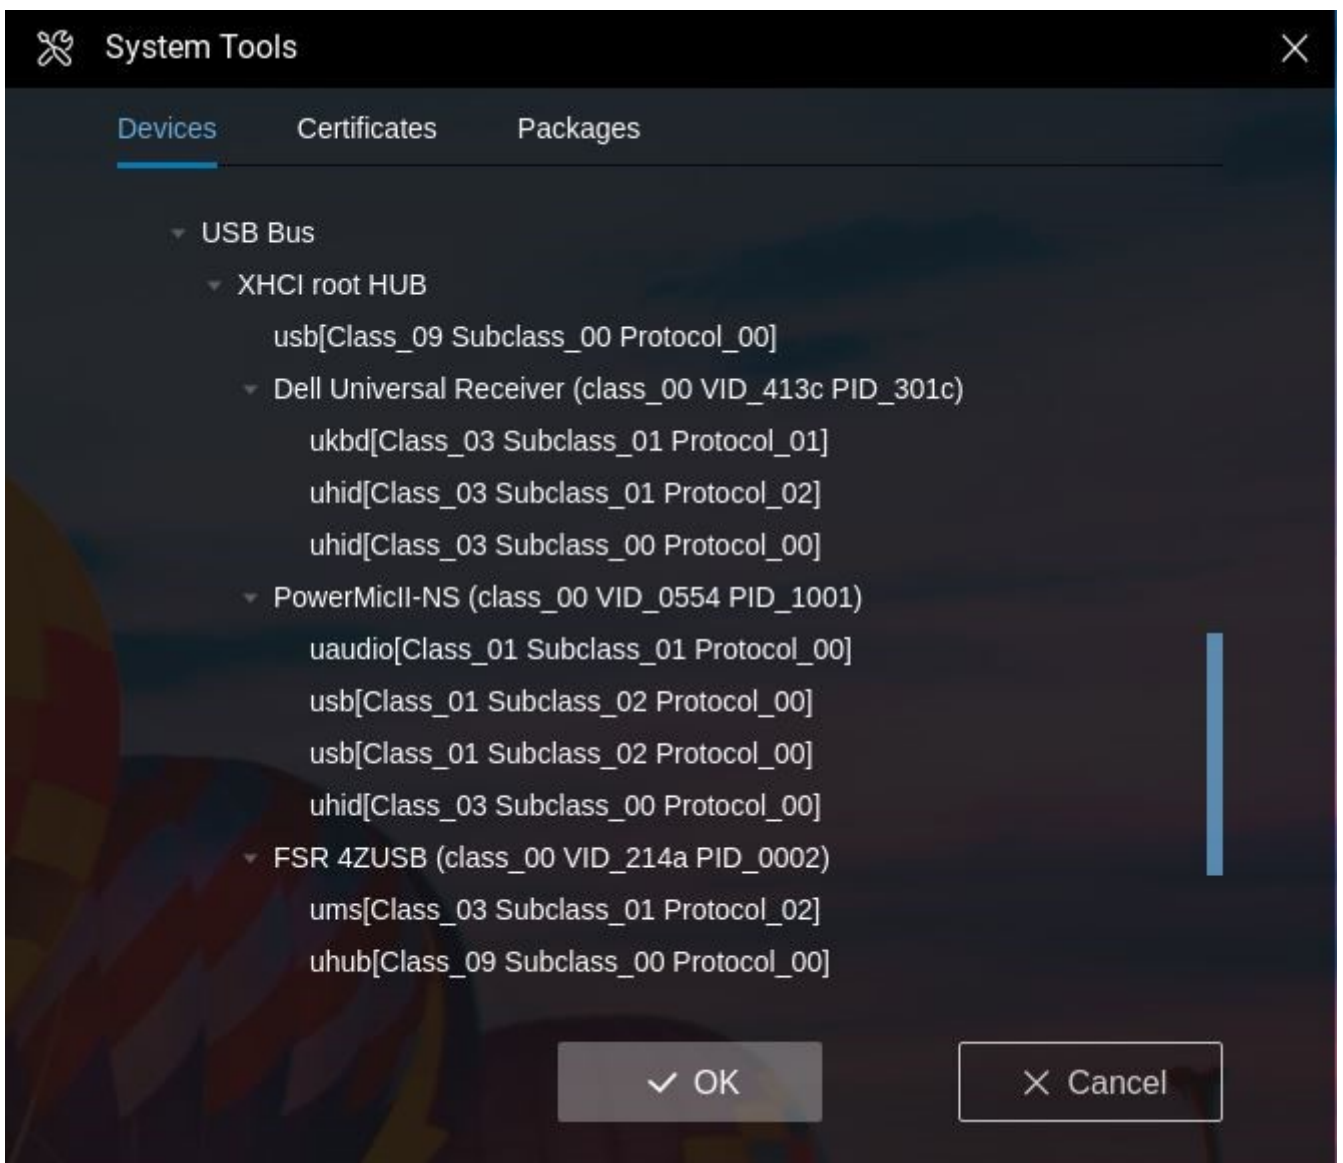 System Tools
Devices Certificates Packages
USB Bus
XHCI root HUB
usb[Class_09 Subclass_00 Protocol_00]
Dell Universal Receiver (class_00 VID_413c PID_301c)
ukbd[Class_03 Subclass_01 Protocol_01]
uhid[Class_03 Subclass_01 Protocol_02]
uhid[Class_03 Subclass_00 Protocol_00]
PowerMicII-NS (class_00 VID_0554 PID_1001)
uaudio[Class_01 Subclass_01 Protocol_00]
usb[Class_01 Subclass_02 Protocol_00]
usb[Class_01 Subclass_02 Protocol_00]
uhid[Class_03 Subclass_00 Protocol_00]
FSR 4ZUSB (class_00 VID_214a PID_0002)
ums[Class_03 Subclass_01 Protocol_02]
uhub[Class_09 Subclass_00 Protocol_00]
OK Cancel